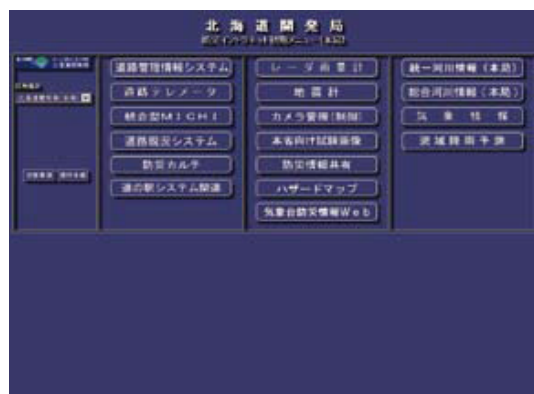 北海道開発局
道路管理情報システム
道路テレメータ
統合型MICHI
道路概況システム
防災カルテ
道の駅システム関連
レーダ雨量計
地震計
カメラ管理(制御)
本省向け試験画像
防災情報共有
ハザードマップ
気象台防災情報Web
統一河川情報(本局)
総合河川情報(本局)
気象情報
流域降雨予測